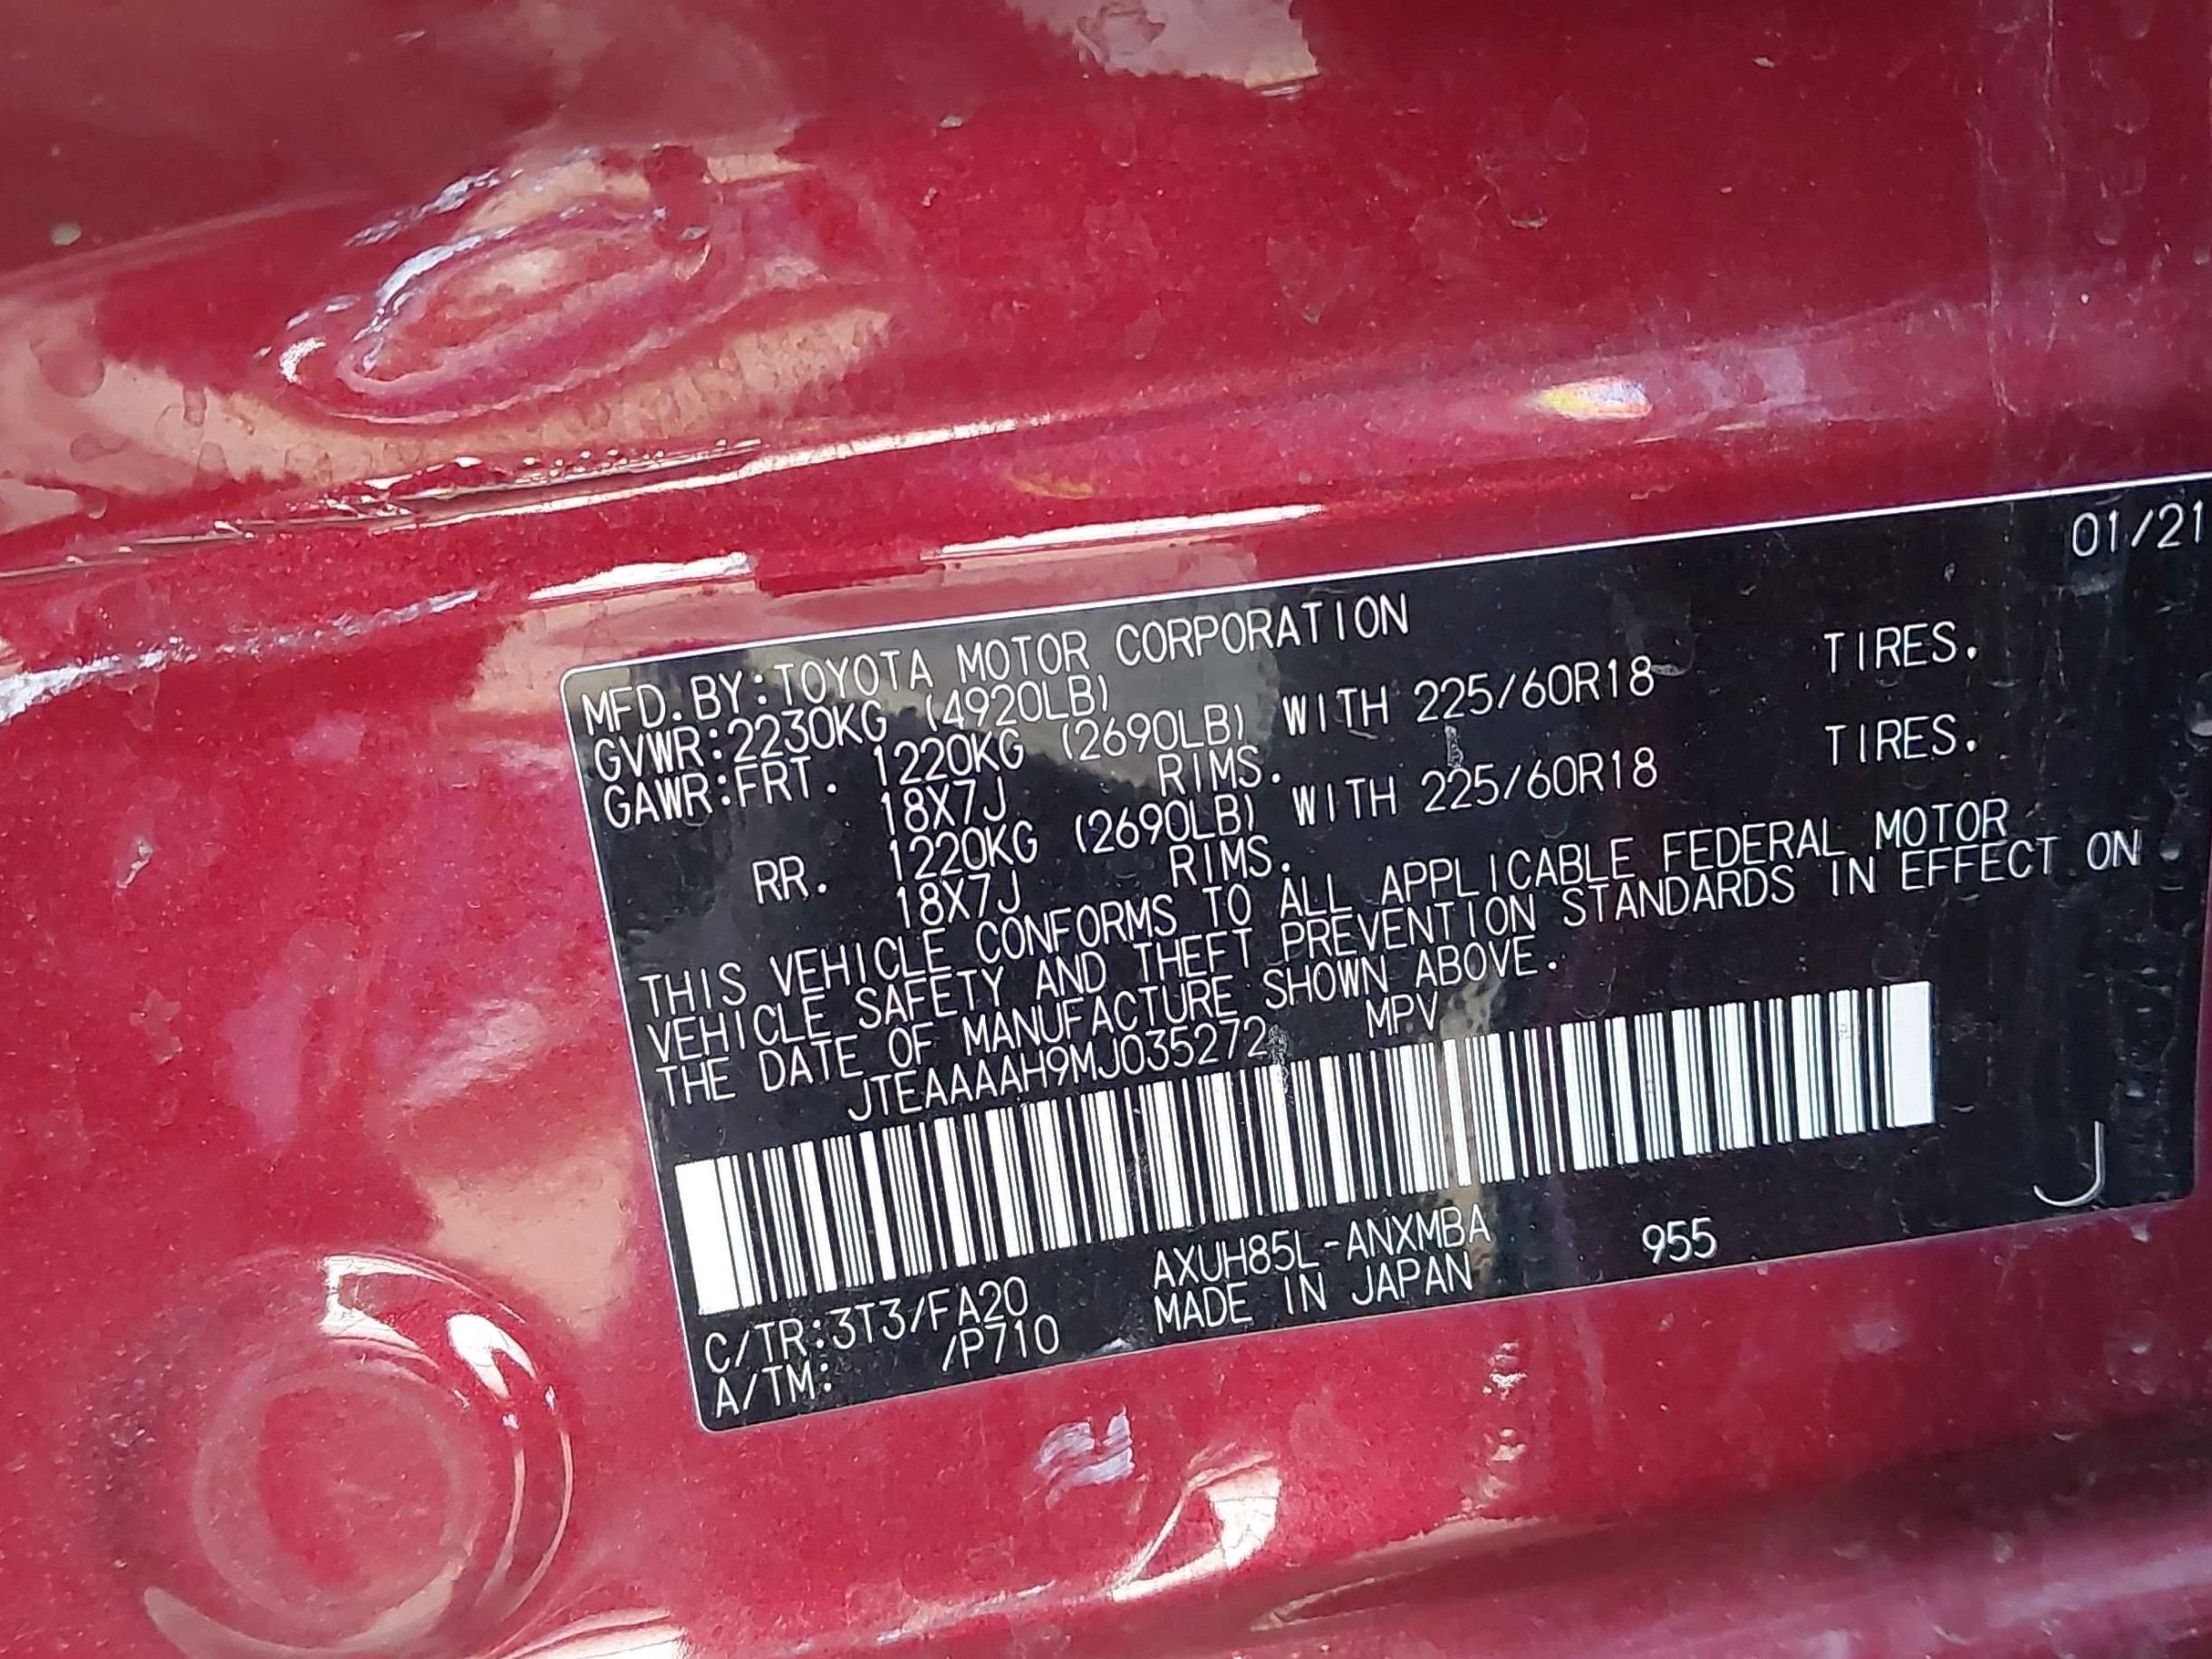 01/21
MFD.BY:TOYOTA MOTOR CORPORATION
GVWR:2230KG (4920LB)
GAWR:FRT. 1220KG (2690LB) WITH 225/60R18 TIRES.
18X7J RIMS.
RR. 1220KG (2690LB) WITH 225/60R18 TIRES.
18X7J RIMS.
THIS VEHICLE CONFORMS TO ALL APPLICABLE FEDERAL MOTOR
VEHICLE SAFETY AND THEFT PREVENTION STANDARDS IN EFFECT ON
THE DATE OF MANUFACTURE SHOWN ABOVE.
JTEAAAAH9MJ035272 MPV
C/TR:3T3/FA20 AXUH85L-ANXMBA 955 J
A/TM: /P710 MADE IN JAPAN